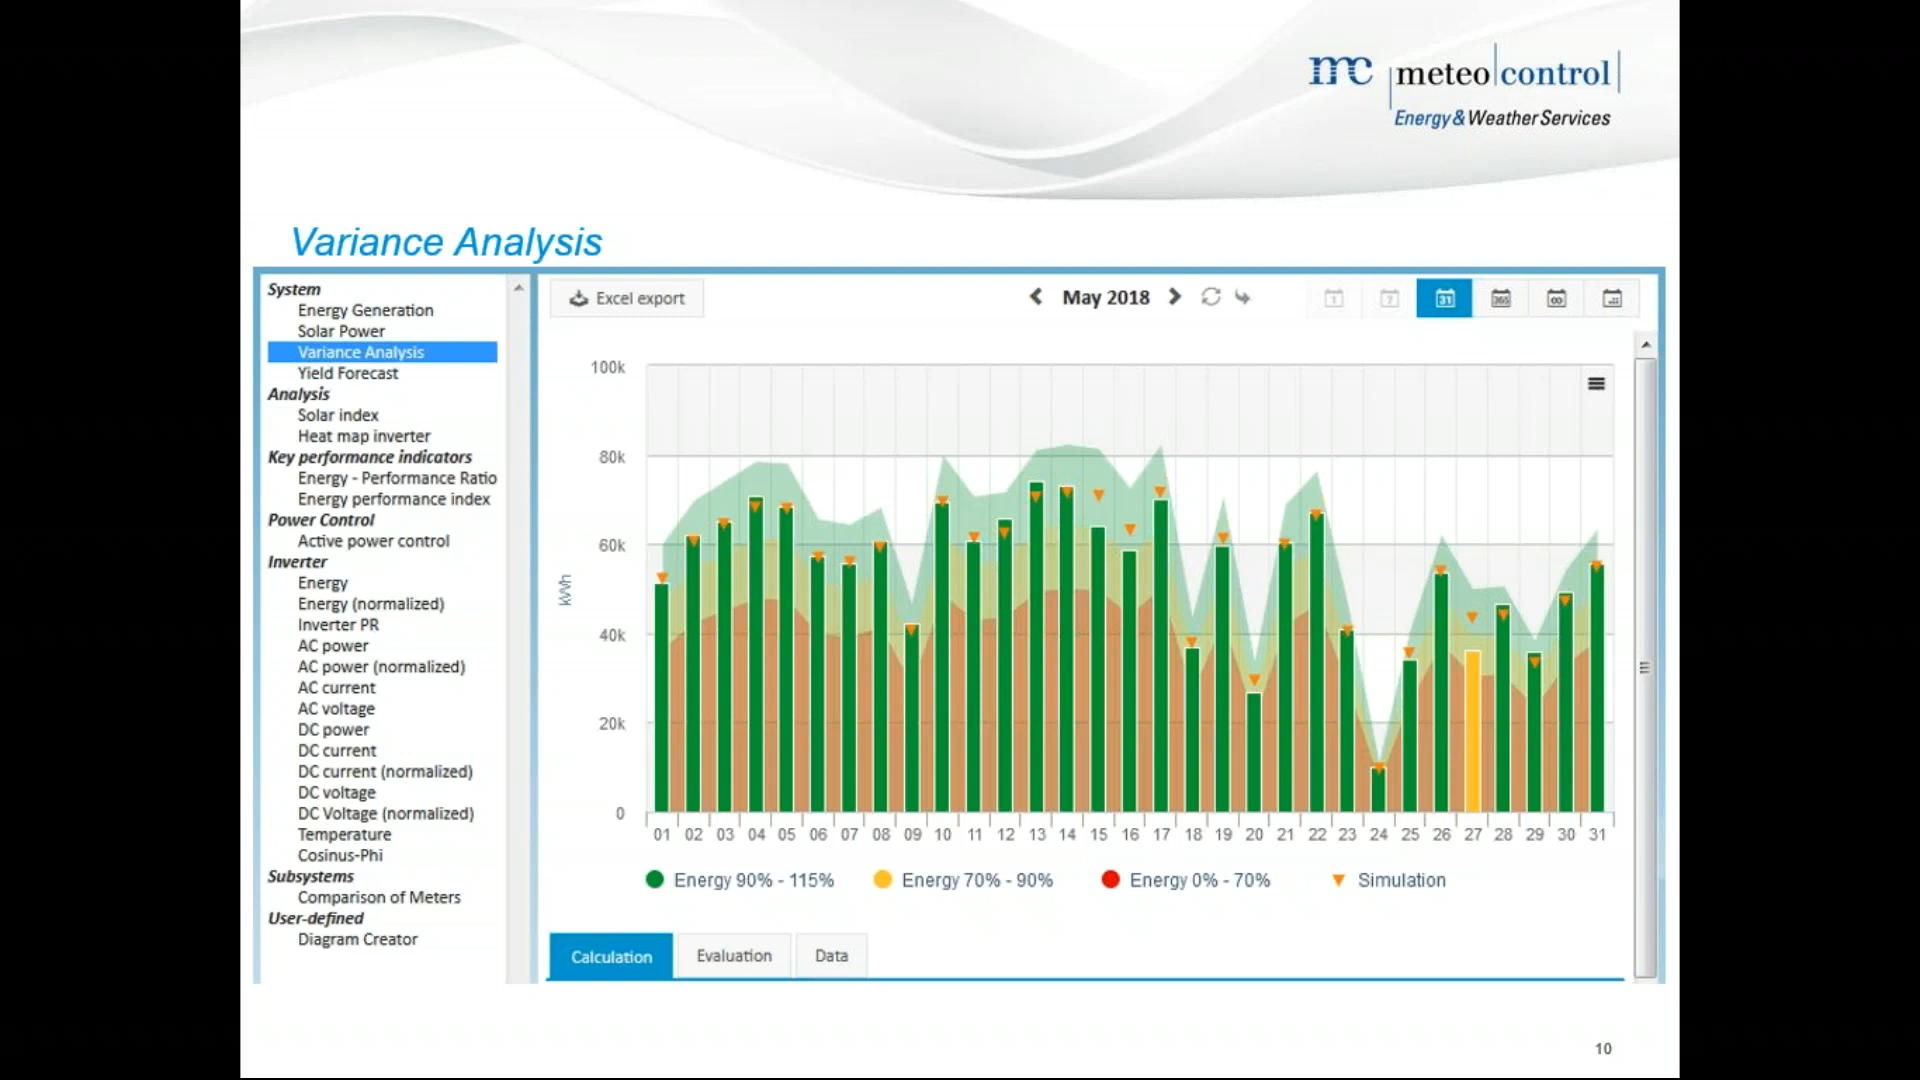 mc meteo control
Energy & Weather Services
Variance Analysis
System
Energy Generation
Solar Power
Variance Analysis
Yield Forecast
Analysis
Solar index
Heat map inverter
Key performance indicators
Energy - Performance Ratio
Energy performance index
Power Control
Active power control
Inverter
Energy
Energy (normalized)
Inverter PR
AC power
AC power (normalized)
AC current
AC voltage
DC power
DC current
DC current (normalized)
DC voltage
DC Voltage (normalized)
Temperature
Cosinus-Phi
Subsystems
Comparison of Meters
User-defined
Diagram Creator
Excel export
May 2018
1 7 31 365
100k
80k
60k
40k
20k
0
kWh
01 02 03 04 05 06 07 08 09 10 11 12 13 14 15 16 17 18 19 20 21 22 23 24 25 26 27 28 29 30 31
Energy 90% - 115% Energy 70% - 90% Energy 0% - 70% Simulation
Calculation Evaluation Data
10